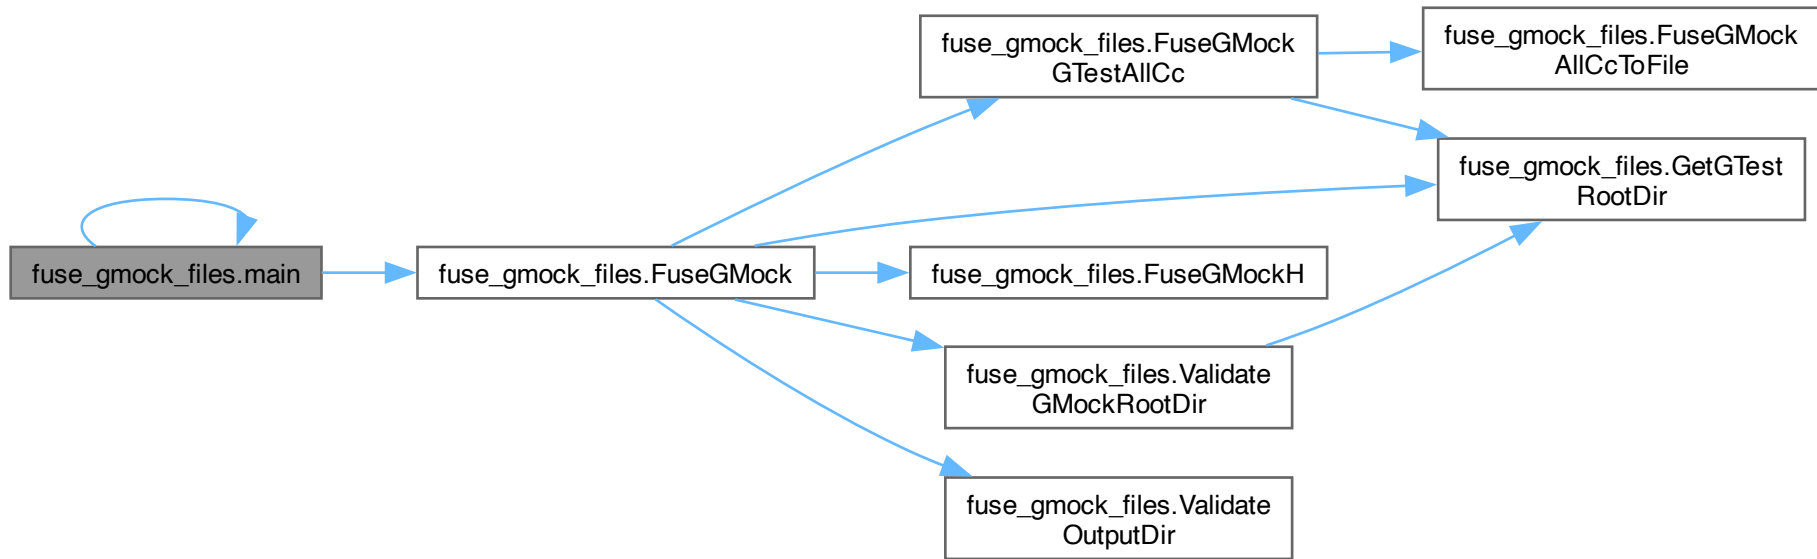 fuse_gmock_files.main
fuse_gmock_files.FuseGMock
fuse_gmock_files.FuseGMock
GTestAllCc
fuse_gmock_files.FuseGMock
AllCcToFile
fuse_gmock_files.GetGTest
RootDir
fuse_gmock_files.FuseGMockH
fuse_gmock_files.Validate
GMockRootDir
fuse_gmock_files.Validate
OutputDir